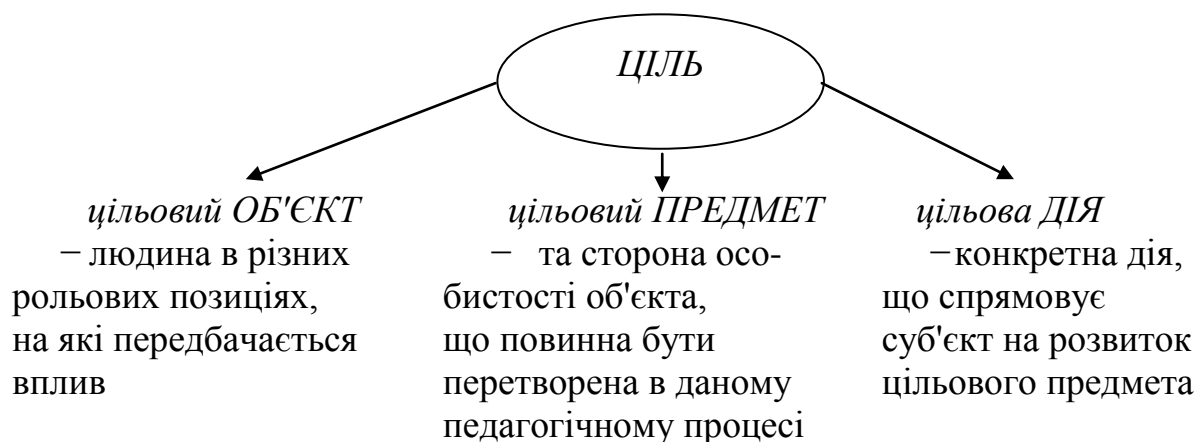 ЦІЛЬ
цільовий ОБ'ЄКТ
– людина в різних
рольових позиціях,
на які передбачається
вплив
цільовий ПРЕДМЕТ
– та сторона осо-
бистості об'єкта,
що повинна бути
перетворена в даному
педагогічному процесі
цільова ДІЯ
–конкретна дія,
що спрямовує
суб'єкт на розвиток
цільового предмета